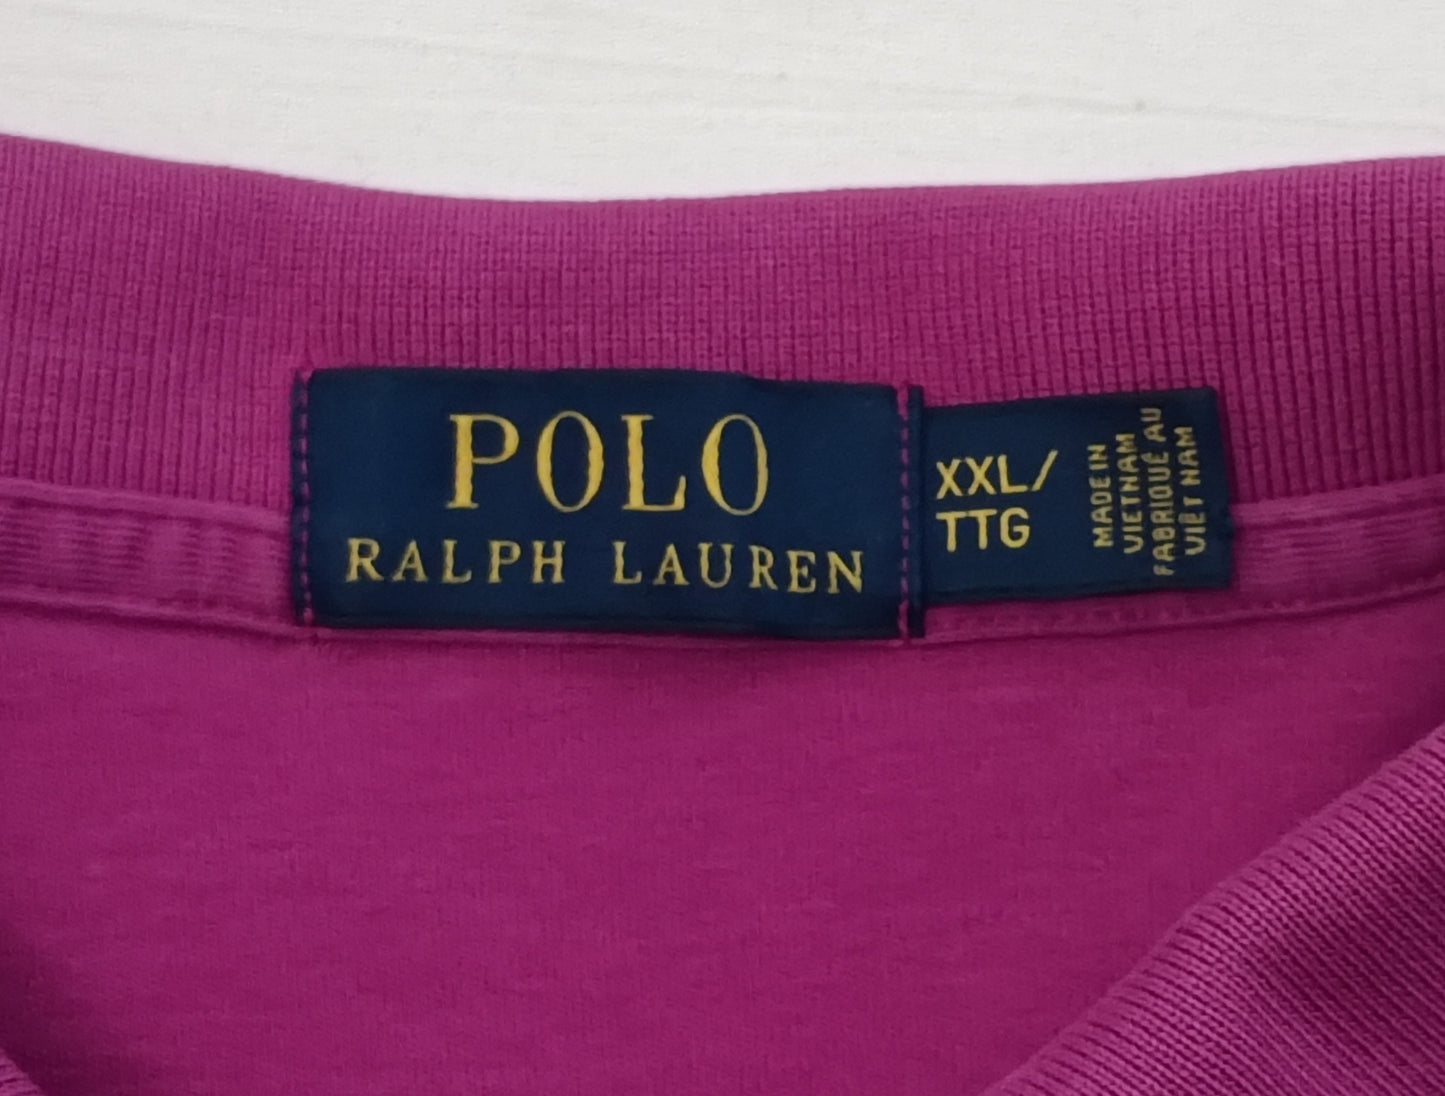 POLO
RALPH LAUREN
XXL/
TTG
MADE IN
VIETNAM
FABRIQUÉ AU
VIÊT NAM